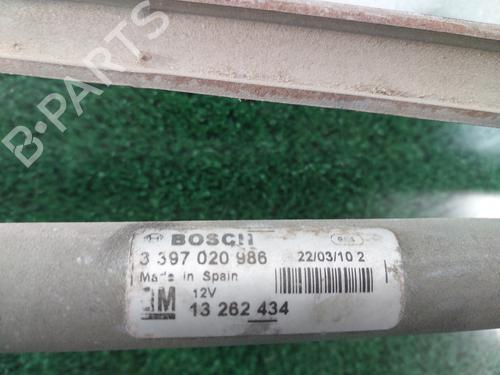 B-PARTS
BOSCH
3 397 020 986 22/03/10 2
Made in Spain
12V
GM 13 262 434